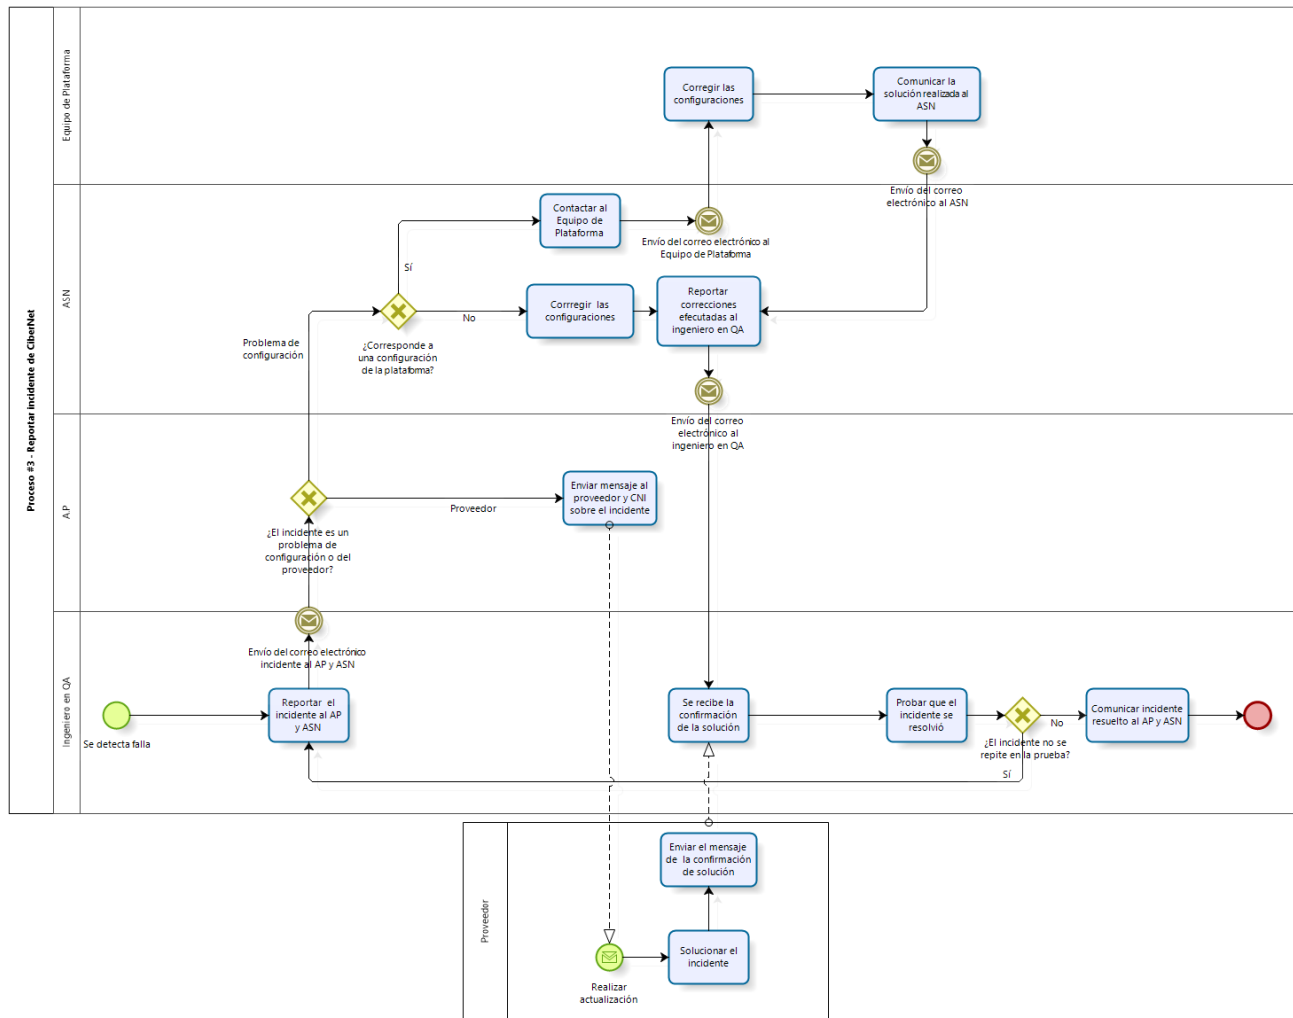 Proceso #3 - Reportar incidente de CiberNet
Equipo de Plataforma
Corregir las
configuraciones
Comunicar la
solución realizada al
ASN
Envío del correo
electrónico al ASN
ASN
Contactar al
Equipo de
Plataforma
Envío del correo electrónico al
Equipo de Plataforma
Sí
Corrregir las
configuraciones
Reportar
correcciones
efecutadas al
ingeniero en QA
No
¿Corresponde a
una configuración
de la plataforma?
Problema de
configuración
Envío del correo
electrónico al
ingeniero en QA
AP
Enviar mensaje al
proveedor y CNI
sobre el incidente
Proveedor
¿El incidente es un
problema de
configuración o del
proveedor?
Ingeniero en QA
Envío del correo electrónico
incidente al AP y ASN
Se detecta falla
Reportar el
incidente al AP
y ASN
Se recibe la
confirmación
de la solución
Probar que el
incidente se
resolvió
No
¿El incidente no se
repite en la prueba?
Sí
Comunicar incidente
resuelto al AP y ASN
Proveedor
Enviar el mensaje
de la confirmación
de solución
Solucionar el
incidente
Realizar
actualización